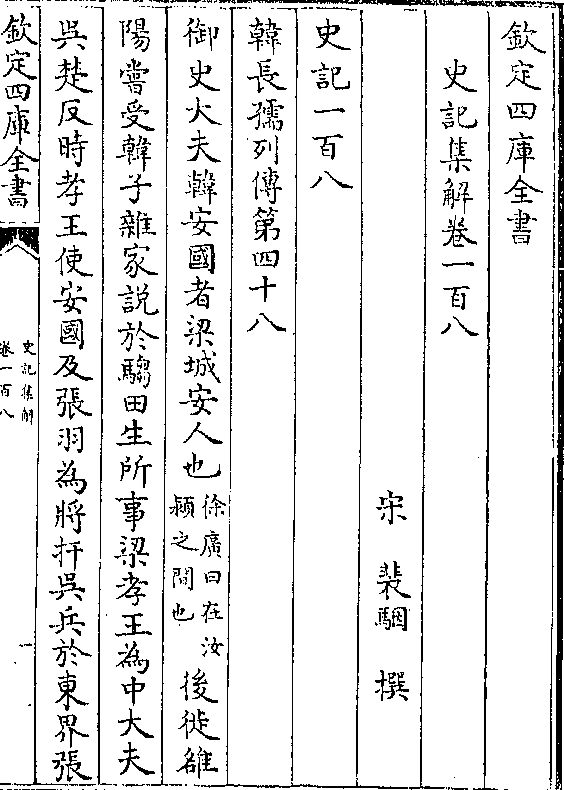 欽定四庫全書
史記集解卷一百八
宋　裴駰　撰
史記一百八
韓長孺列傳第四十八
御史大夫韓安國者梁城安人也徐廣曰在汝潁之間也後徙雒
陽嘗受韓子雜家說於騶田生所事梁孝王為中大夫
吳楚反時孝王使安國及張羽為將扞吳兵於東界張
欽定四庫全書
史記集解
卷一百八
一